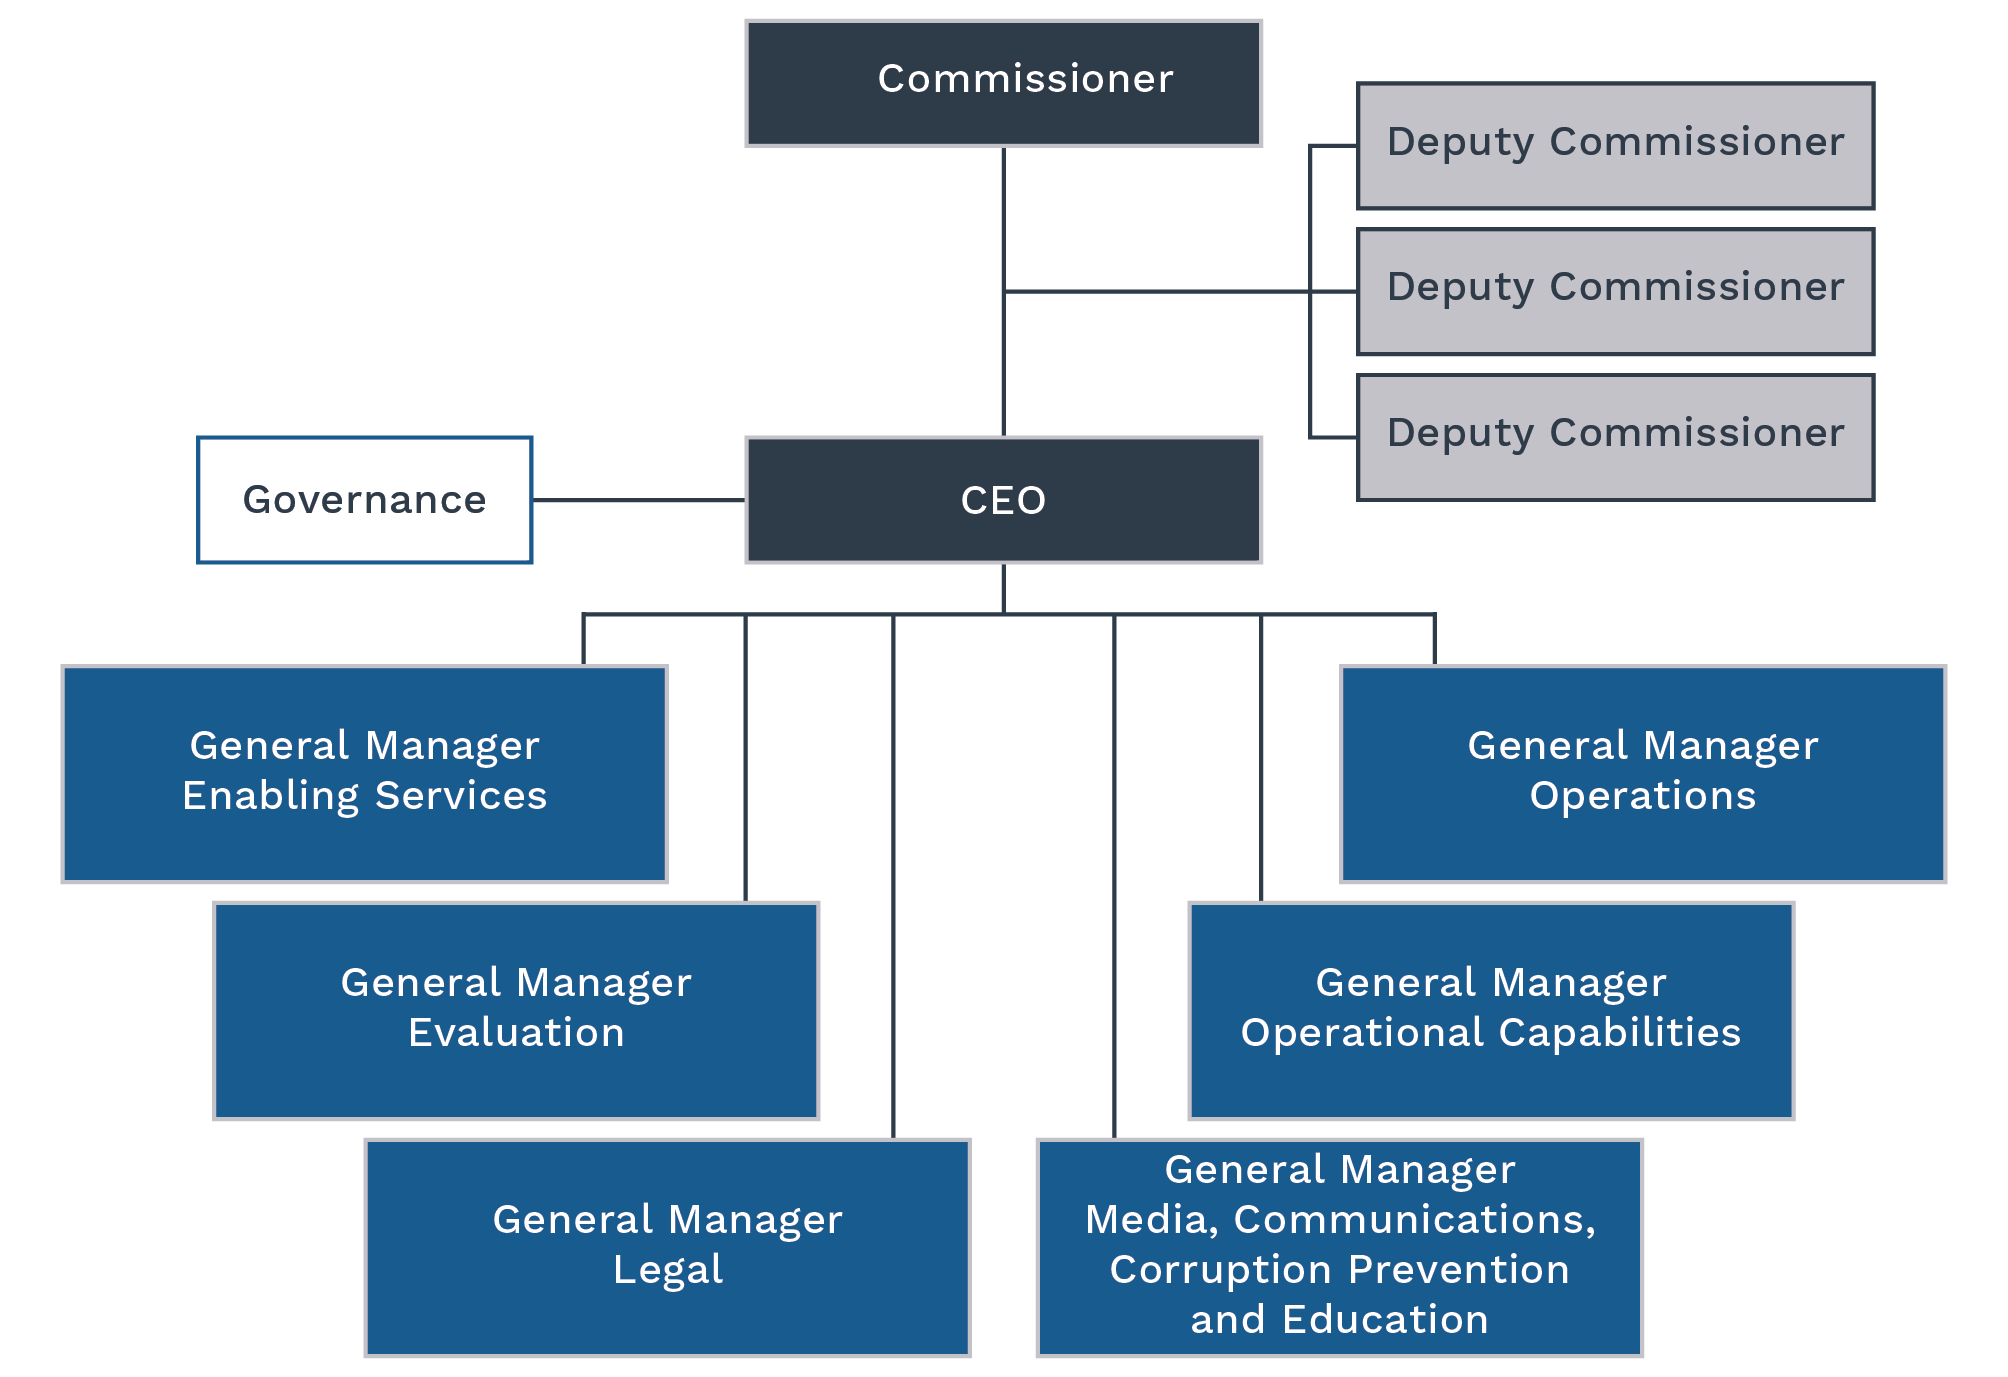 Commissioner
Deputy Commissioner
Deputy Commissioner
Deputy Commissioner
Governance
CEO
General Manager
Enabling Services
General Manager
Operations
General Manager
Evaluation
General Manager
Operational Capabilities
General Manager
Legal
General Manager
Media, Communications,
Corruption Prevention
and Education